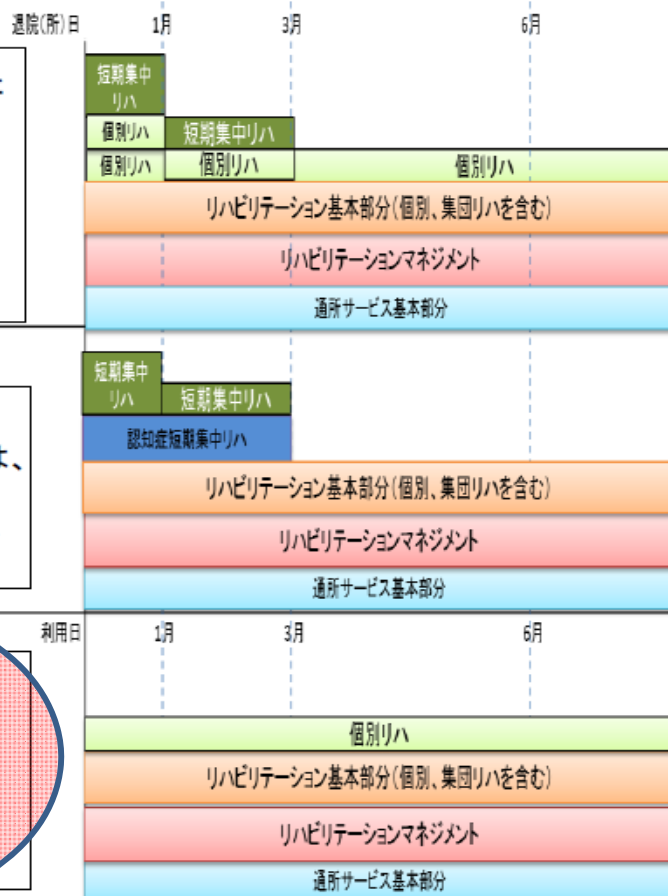 退院(所)日 1月 3月 6月
短期集中
リハ
個別リハ 短期集中リハ
個別リハ 個別リハ 個別リハ
リハビリテーション基本部分(個別、集団リハを含む)
リハビリテーションマネジメント
通所サービス基本部分
短期集中
リハ 短期集中リハ
認知症短期集中リハ
は、
リハビリテーション基本部分(個別、集団リハを含む)
リハビリテーションマネジメント
通所サービス基本部分
利用日 1月 3月 6月
個別リハ
リハビリテーション基本部分(個別、集団リハを含む)
リハビリテーションマネジメント
通所サービス基本部分